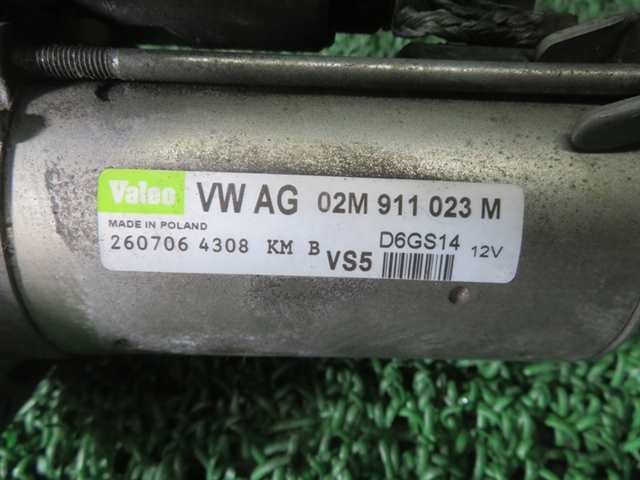 Valeo VW AG 02M 911 023 M
MADE IN POLAND
260706 4308 KM B VS5 D6GS14 12V